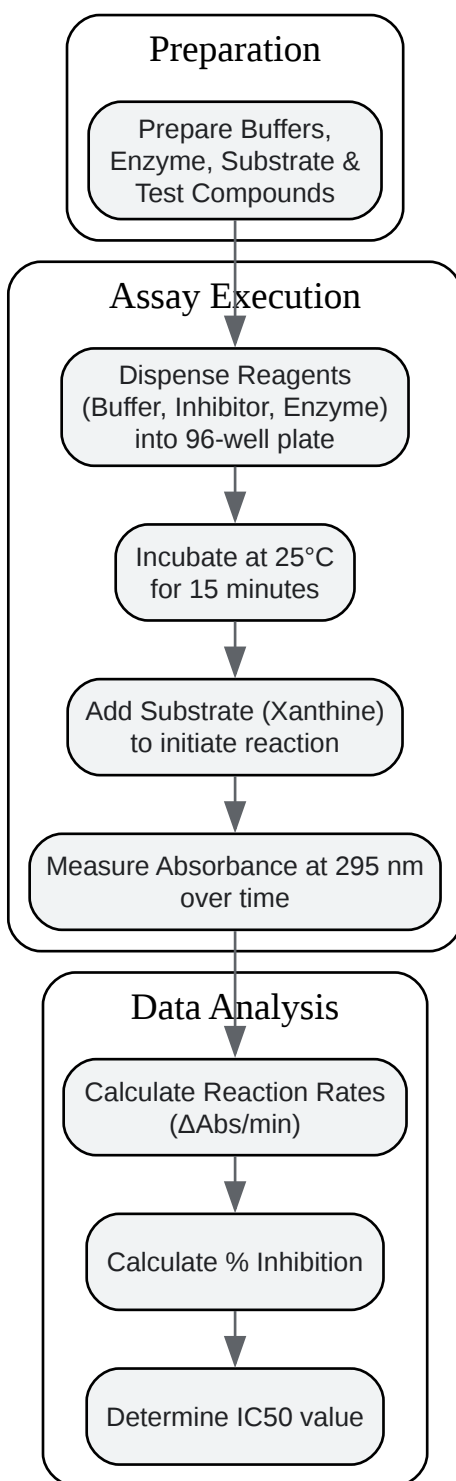 Preparation
Prepare Buffers,
Enzyme, Substrate &
Test Compounds
Assay Execution
Dispense Reagents
(Buffer, Inhibitor, Enzyme)
into 96-well plate
Incubate at 25°C
for 15 minutes
Add Substrate (Xanthine)
to initiate reaction
Measure Absorbance at 295 nm
over time
Data Analysis
Calculate Reaction Rates
(ΔAbs/min)
Calculate % Inhibition
Determine IC50 value